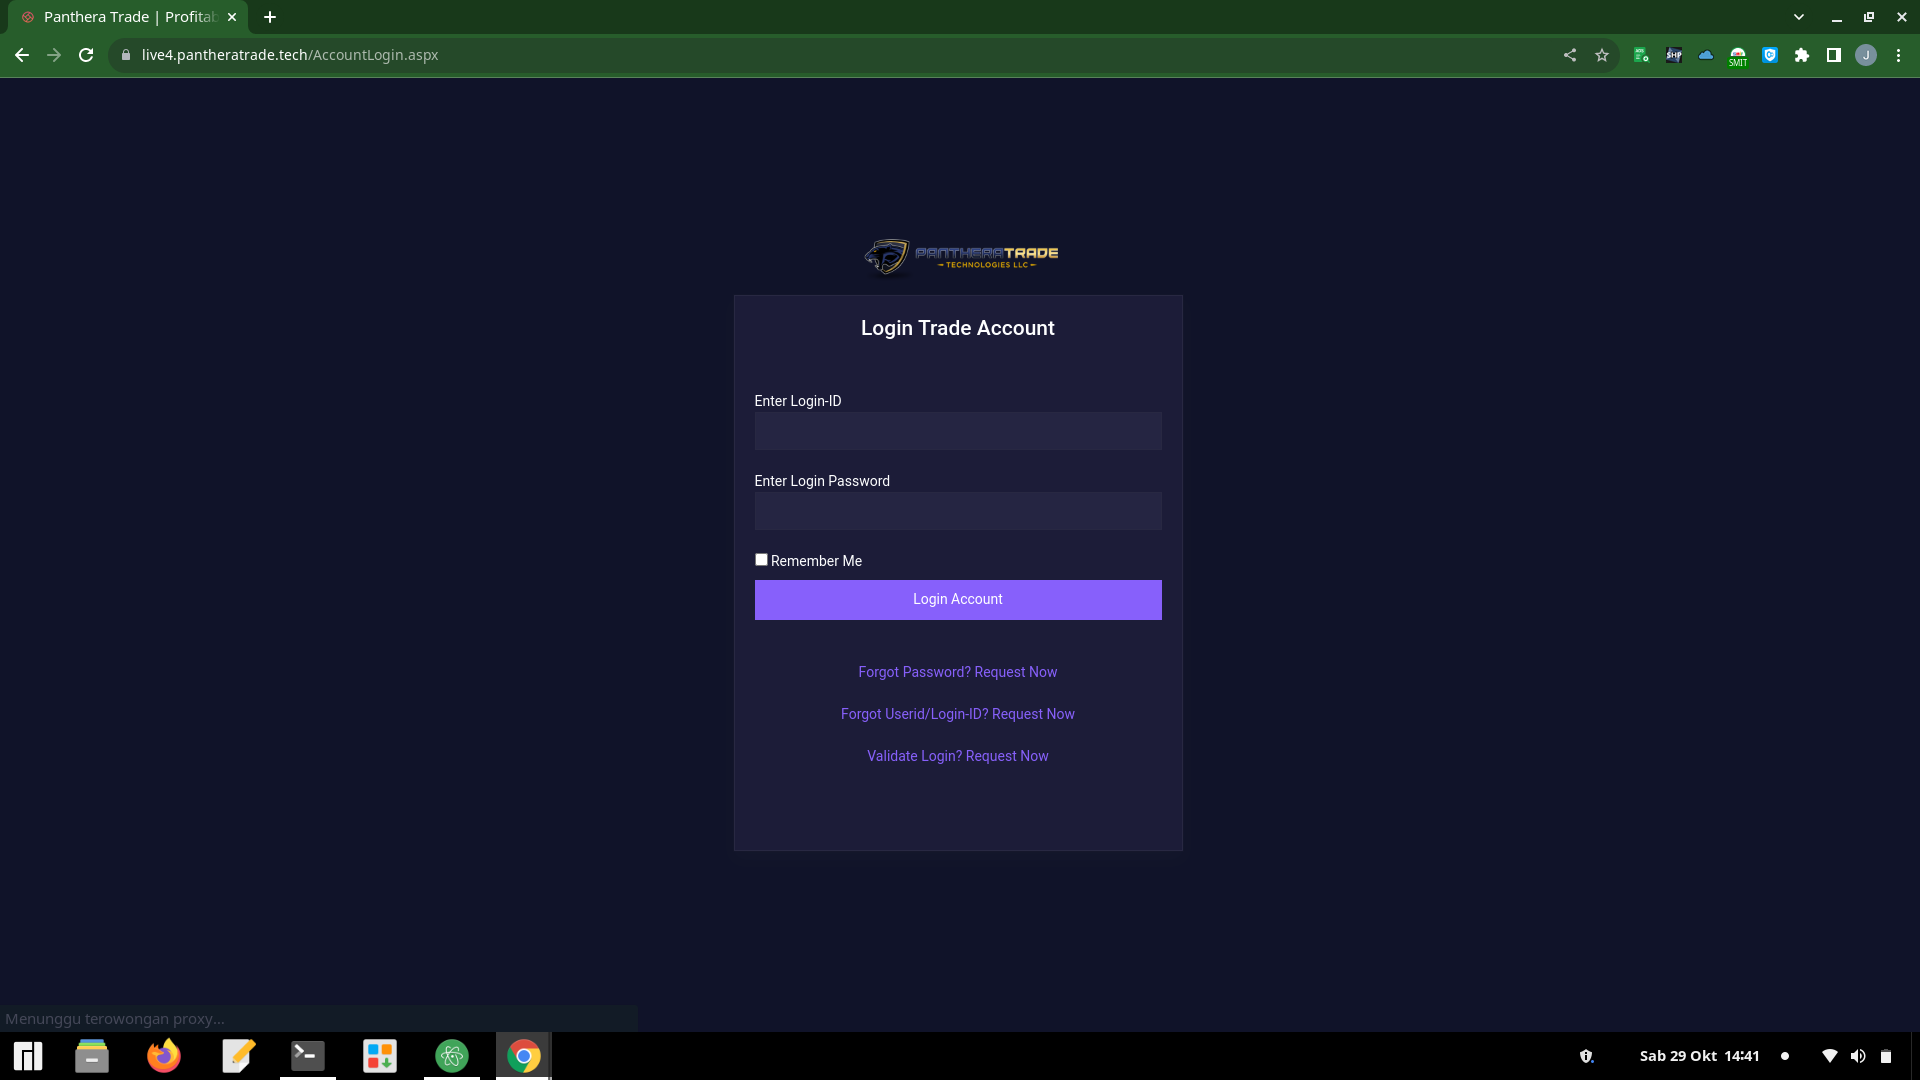 Panthera Trade | Profitab
live4.pantheratrade.tech/AccountLogin.aspx
SHP
SMIT
J
PANTHERATRADE
TECHNOLOGIES LLC
Login Trade Account
Enter Login-ID
Enter Login Password
Remember Me
Login Account
Forgot Password? Request Now
Forgot Userid/Login-ID? Request Now
Validate Login? Request Now
Menunggu terowongan proxy...
Sab 29 Okt 14:41